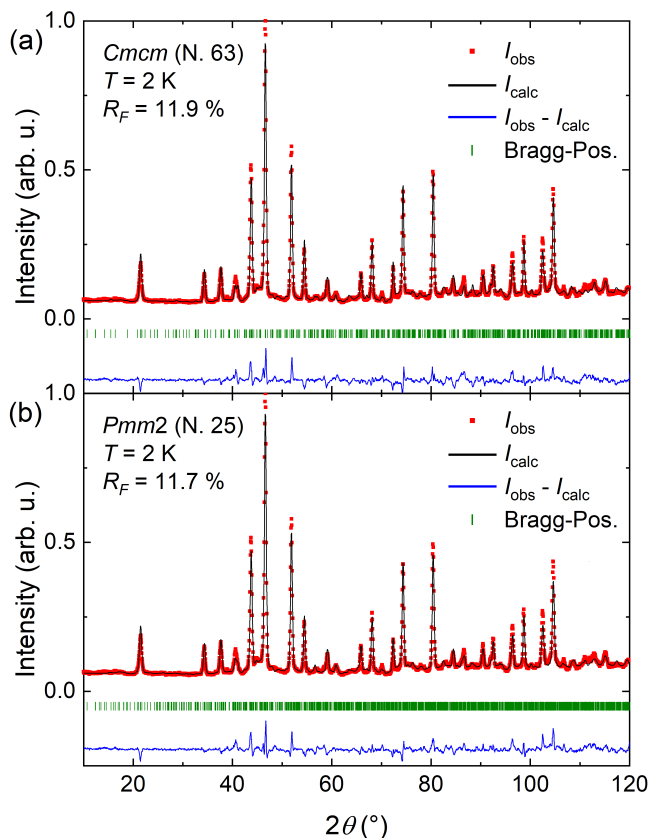 (a)
Cmcm (N. 63)
T = 2 K
R_F = 11.9 %
I_obs
I_calc
I_obs - I_calc
Bragg-Pos.
Intensity (arb. u.)
1.0
0.5
0.0
(b)
Pmm2 (N. 25)
T = 2 K
R_F = 11.7 %
I_obs
I_calc
I_obs - I_calc
Bragg-Pos.
Intensity (arb. u.)
1.0
0.5
0.0
20 40 60 80 100 120
2θ (°)